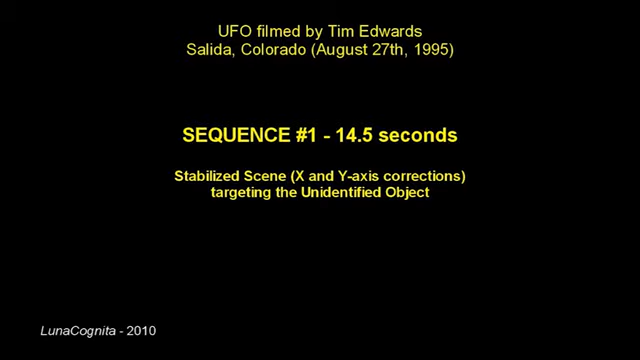 UFO filmed by Tim Edwards
Salida, Colorado (August 27th, 1995)
SEQUENCE #1 - 14.5 seconds
Stabilized Scene (X and Y-axis corrections)
targeting the Unidentified Object
LunaCognita - 2010